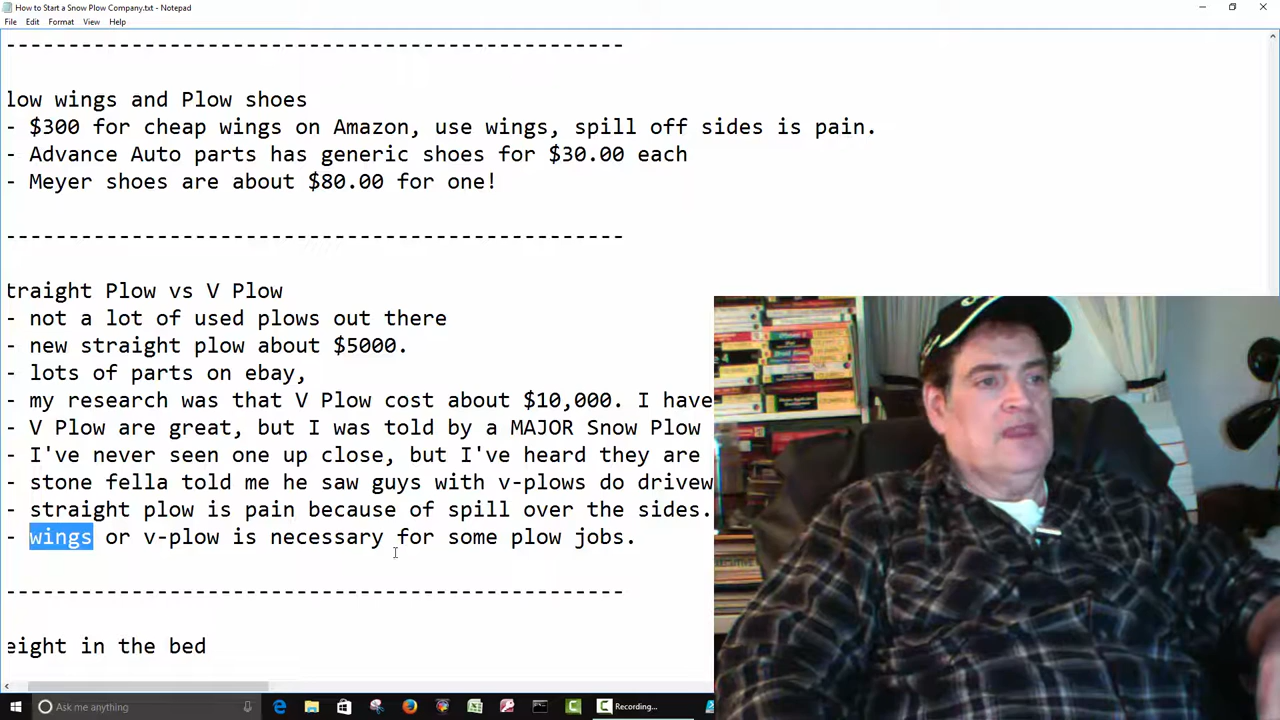 How to Start a Snow Plow Company.txt - Notepad
File Edit Format View Help
--------------------------------------------------
low wings and Plow shoes
- $300 for cheap wings on Amazon, use wings, spill off sides is pain.
- Advance Auto parts has generic shoes for $30.00 each
- Meyer shoes are about $80.00 for one!
--------------------------------------------------
traight Plow vs V Plow
- not a lot of used plows out there
- new straight plow about $5000.
- lots of parts on ebay,
- my research was that V Plow cost about $10,000. I have
- V Plow are great, but I was told by a MAJOR Snow Plow
- I've never seen one up close, but I've heard they are
- stone fella told me he saw guys with v-plows do drivew
- straight plow is pain because of spill over the sides.
- wings or v-plow is necessary for some plow jobs.
--------------------------------------------------
eight in the bed
Ask me anything
Recording...